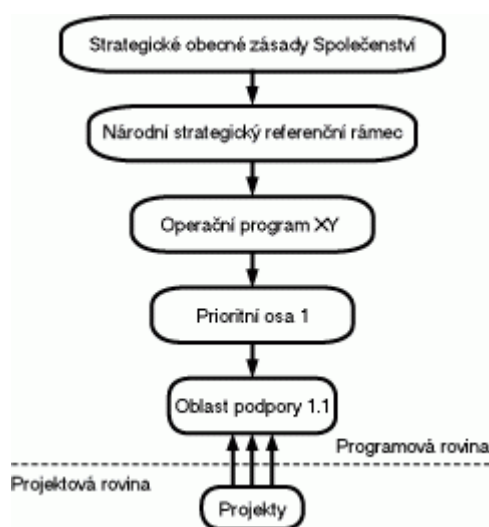 Strategické obecné zásady Společenství
Národní strategický referenční rámec
Operační program XY
Prioritní osa 1
Oblast podpory 1.1
Programová rovina
Projektová rovina
Projekty